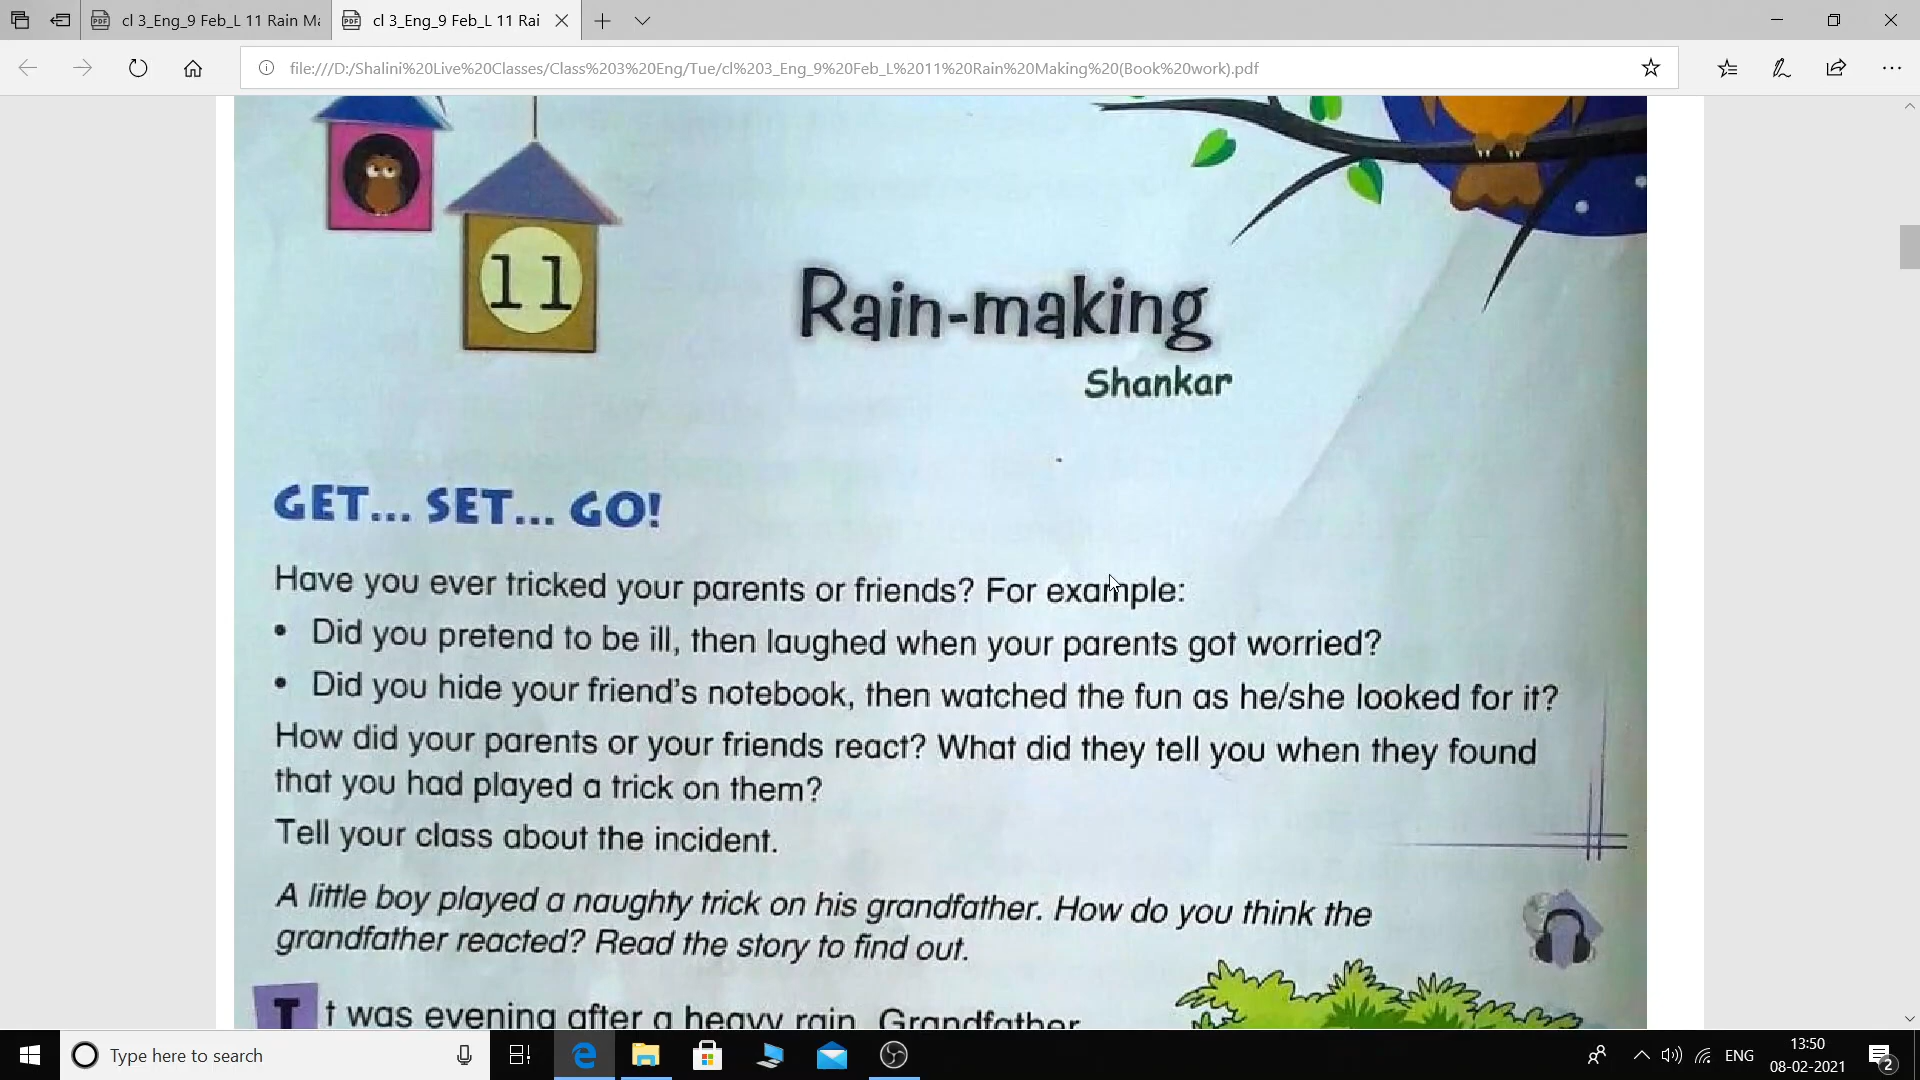 cl 3_Eng_9 Feb_L 11 Rain Ma
cl 3_Eng_9 Feb_L 11 Rai
file:///D:/Shalini%20Live%20Classes/Class%203%20Eng/Tue/cl%203_Eng_9%20Feb_L%2011%20Rain%20Making%20(Book%20work).pdf
11
Rain-making
Shankar
GET... SET... GO!
Have you ever tricked your parents or friends? For example:
• Did you pretend to be ill, then laughed when your parents got worried?
• Did you hide your friend's notebook, then watched the fun as he/she looked for it?
How did your parents or your friends react? What did they tell you when they found
that you had played a trick on them?
Tell your class about the incident.
A little boy played a naughty trick on his grandfather. How do you think the
grandfather reacted? Read the story to find out.
It was evening after a heavy rain. Grandfather
Type here to search
ENG
13:50
08-02-2021
2